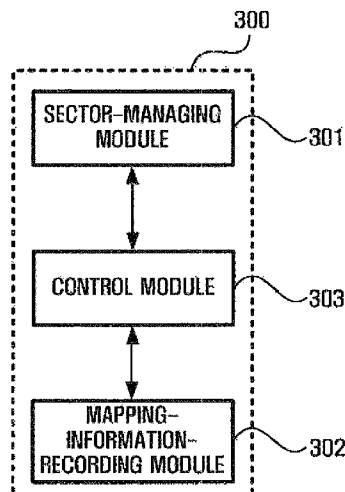 300
SECTOR-MANAGING
MODULE
301
CONTROL MODULE
303
MAPPING-
INFORMATION-
RECORDING MODULE
302